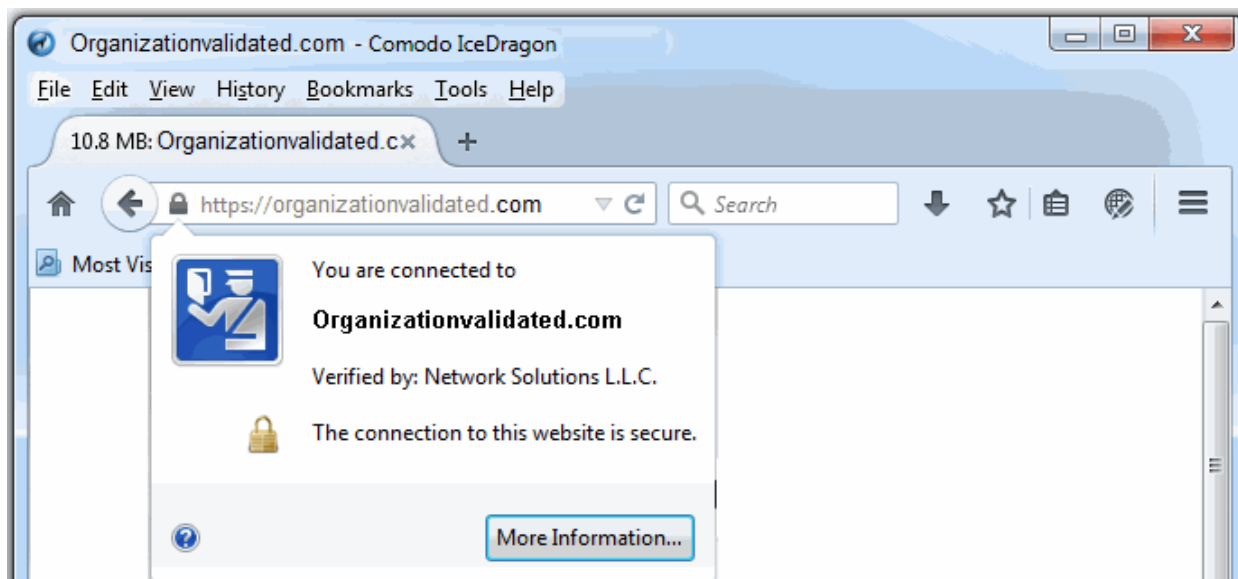 Organizationvalidated.com - Comodo IceDragon
File Edit View History Bookmarks Tools Help
10.8 MB: Organizationvalidated.c
https://organizationvalidated.com Search
Most Vis
You are connected to
Organizationvalidated.com
Verified by: Network Solutions L.L.C.
The connection to this website is secure.
More Information...